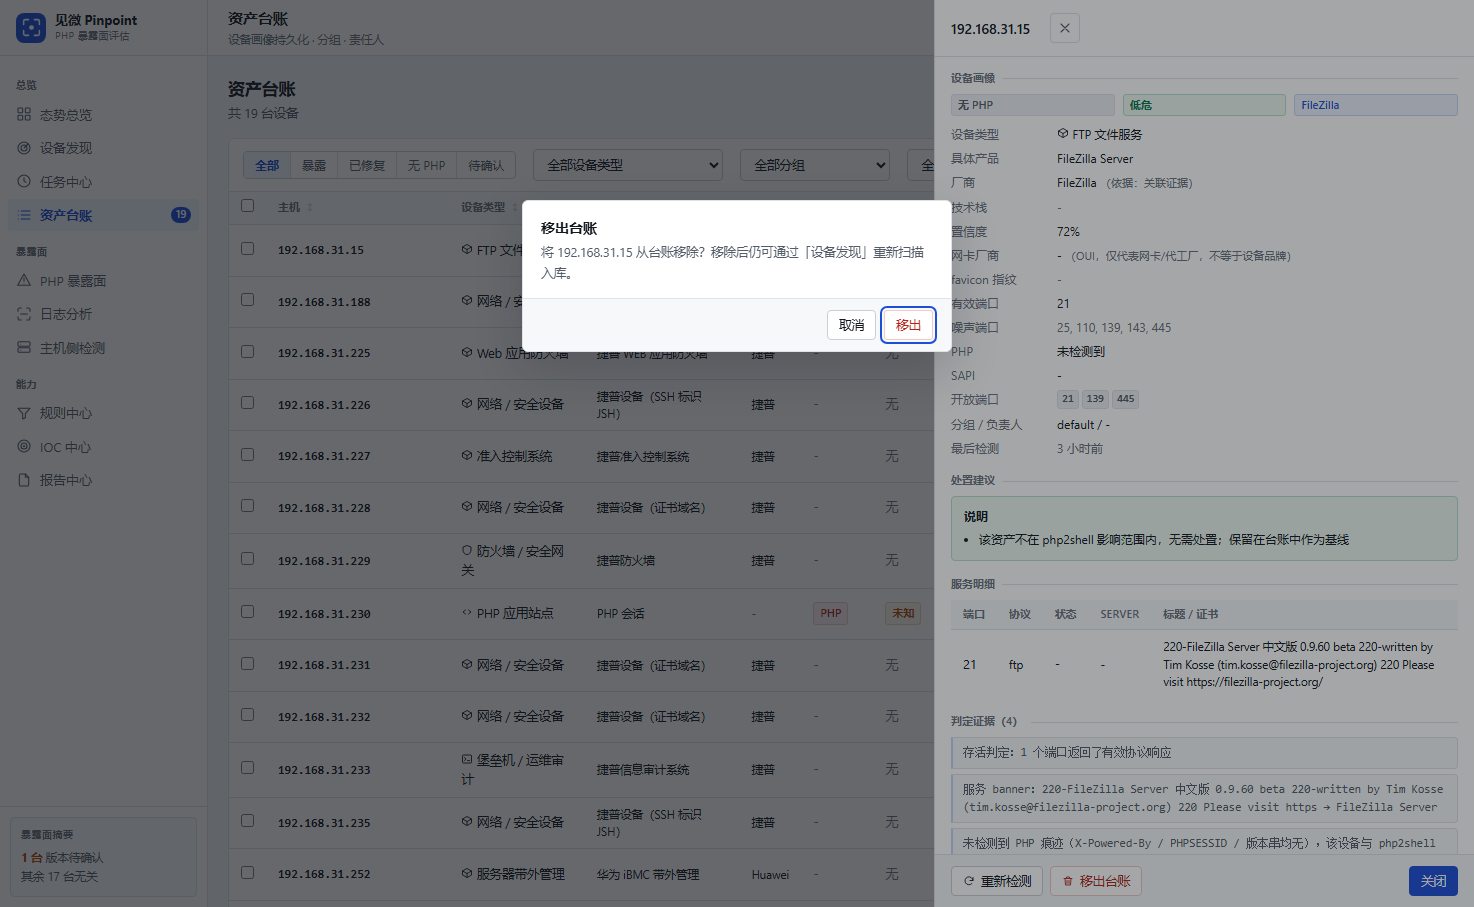 见微 Pinpoint
PHP 暴露面评估
总览
态势总览
设备发现
任务中心
资产台账 19
暴露面
PHP 暴露面
日志分析
主机侧检测
能力
规则中心
IOC 中心
报告中心
暴露面摘要
1 台 版本待确认
其余 17 台无关
资产台账
设备画像持久化 · 分组 · 责任人
资产台账
共 19 台设备
全部 暴露 已修复 无 PHP 待确认 全部设备类型 全部分组 全
主机 设备类型
192.168.31.15 FTP 文件
192.168.31.188 网络 / 安
192.168.31.225 Web 应用防火墙 捷普 WEB 应用防火墙 捷普 - 无
192.168.31.226 网络 / 安全设备 捷普设备（SSH 标识 JSH） 捷普 - 无
192.168.31.227 准入控制系统 捷普准入控制系统 捷普 - 无
192.168.31.228 网络 / 安全设备 捷普设备（证书域名） 捷普 - 无
192.168.31.229 防火墙 / 安全网关 捷普防火墙 捷普 - 无
192.168.31.230 PHP 应用站点 PHP 会话 - PHP 未知
192.168.31.231 网络 / 安全设备 捷普设备（证书域名） 捷普 - 无
192.168.31.232 网络 / 安全设备 捷普设备（证书域名） 捷普 - 无
192.168.31.233 堡垒机 / 运维审计 捷普信息审计系统 捷普 - 无
192.168.31.235 网络 / 安全设备 捷普设备（SSH 标识 JSH） 捷普 - 无
192.168.31.252 服务器带外管理 华为 iBMC 带外管理 Huawei - 无
移出台账
将 192.168.31.15 从台账移除？移除后仍可通过「设备发现」重新扫描
入库。
取消 移出
192.168.31.15
设备画像
无 PHP 低危 FileZilla
设备类型 FTP 文件服务
具体产品 FileZilla Server
厂商 FileZilla （依据：关联证据）
技术栈 -
置信度 72%
网卡厂商 - （OUI，仅代表网卡/代工厂，不等于设备品牌）
favicon 指纹 -
有效端口 21
噪声端口 25, 110, 139, 143, 445
PHP 未检测到
SAPI -
开放端口 21 139 445
分组 / 负责人 default / -
最后检测 3 小时前
处置建议
说明
• 该资产不在 php2shell 影响范围内，无需处置；保留在台账中作为基线
服务明细
端口 协议 状态 SERVER 标题 / 证书
21 ftp - - 220-FileZilla Server 中文版 0.9.60 beta 220-written by
Tim Kosse (tim.kosse@filezilla-project.org) 220 Please
visit https://filezilla-project.org/
判定证据（4）
存活判定：1 个端口返回了有效协议响应
服务 banner：220-FileZilla Server 中文版 0.9.60 beta 220-written by Tim Kosse
(tim.kosse@filezilla-project.org) 220 Please visit https → FileZilla Server
未检测到 PHP 痕迹（X-Powered-By / PHPSESSID / 版本串均无），该设备与 php2shell
重新检测 移出台账 关闭